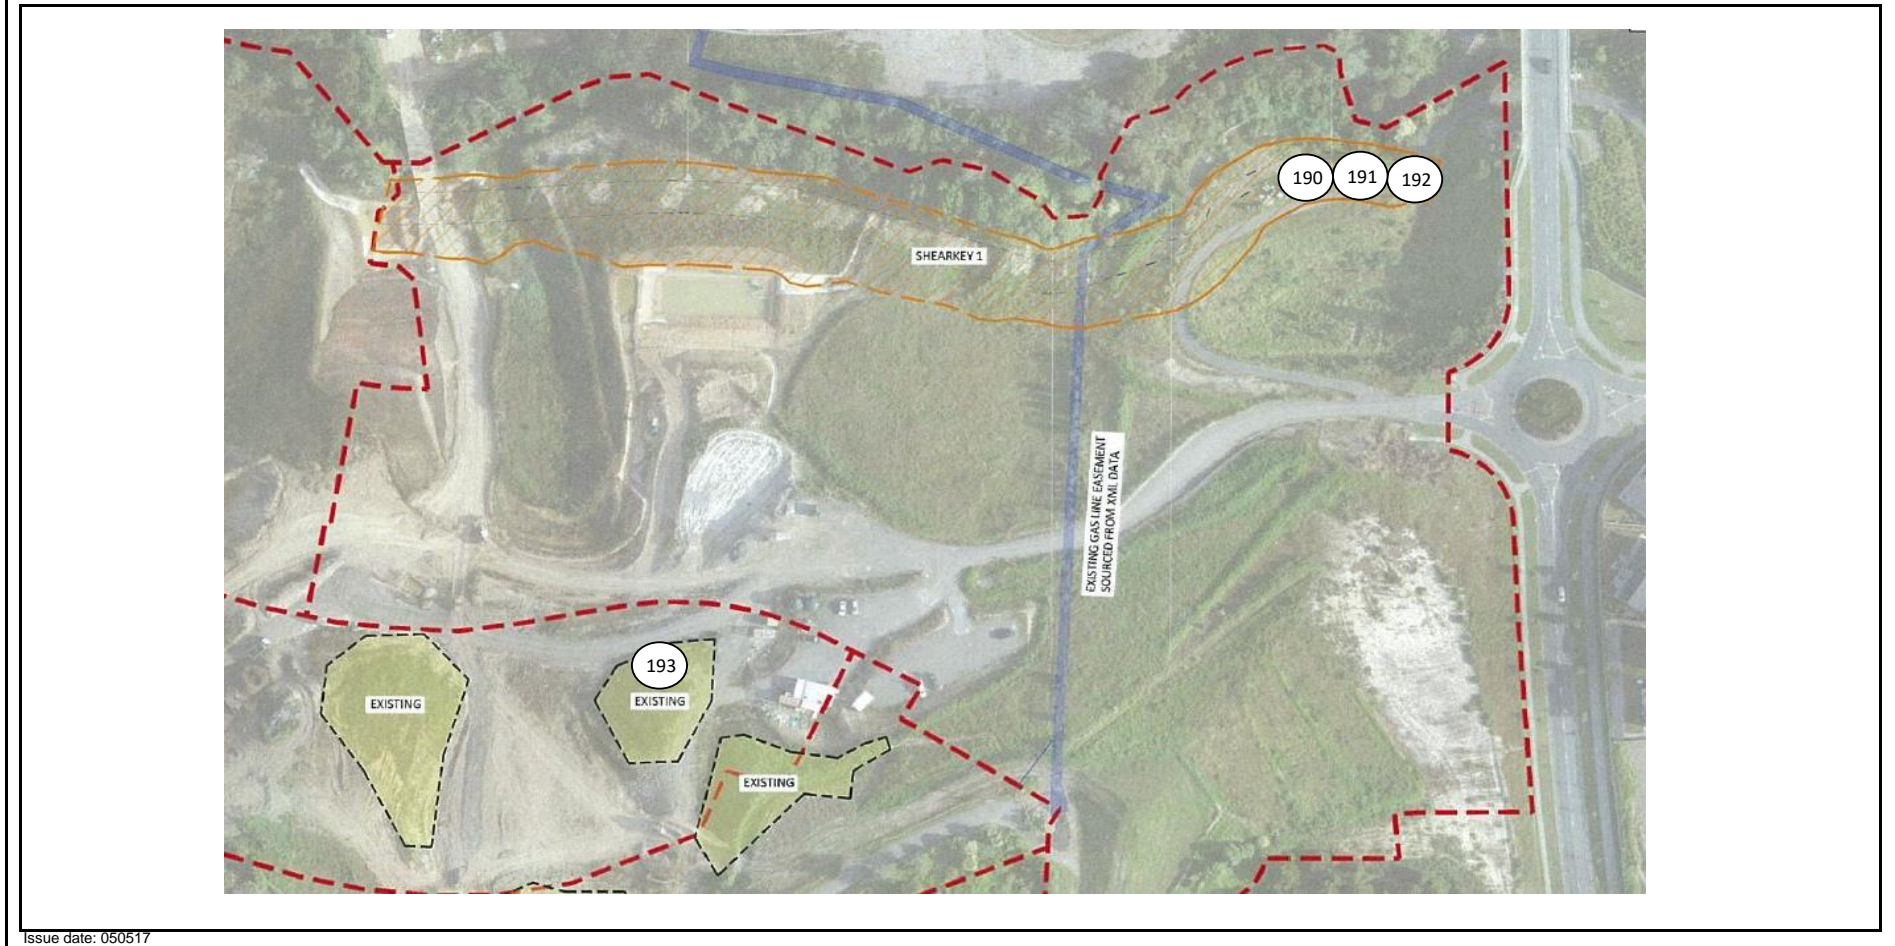 190 191 192
SHEARKEY 1
EXISTING GAS LINE EASEMENT
SOURCED FROM XML DATA
193
EXISTING
EXISTING
EXISTING
Issue date: 050517